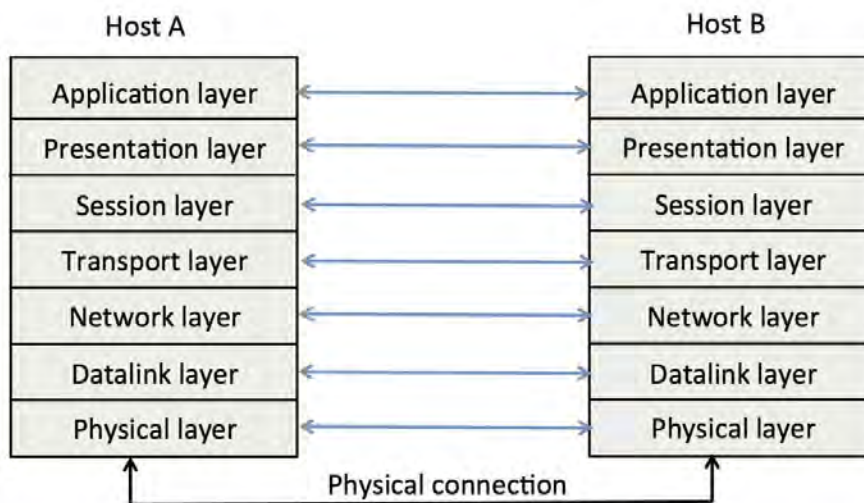 Host A
Host B
Application layer
Application layer
Presentation layer
Presentation layer
Session layer
Session layer
Transport layer
Transport layer
Network layer
Network layer
Datalink layer
Datalink layer
Physical layer
Physical layer
Physical connection